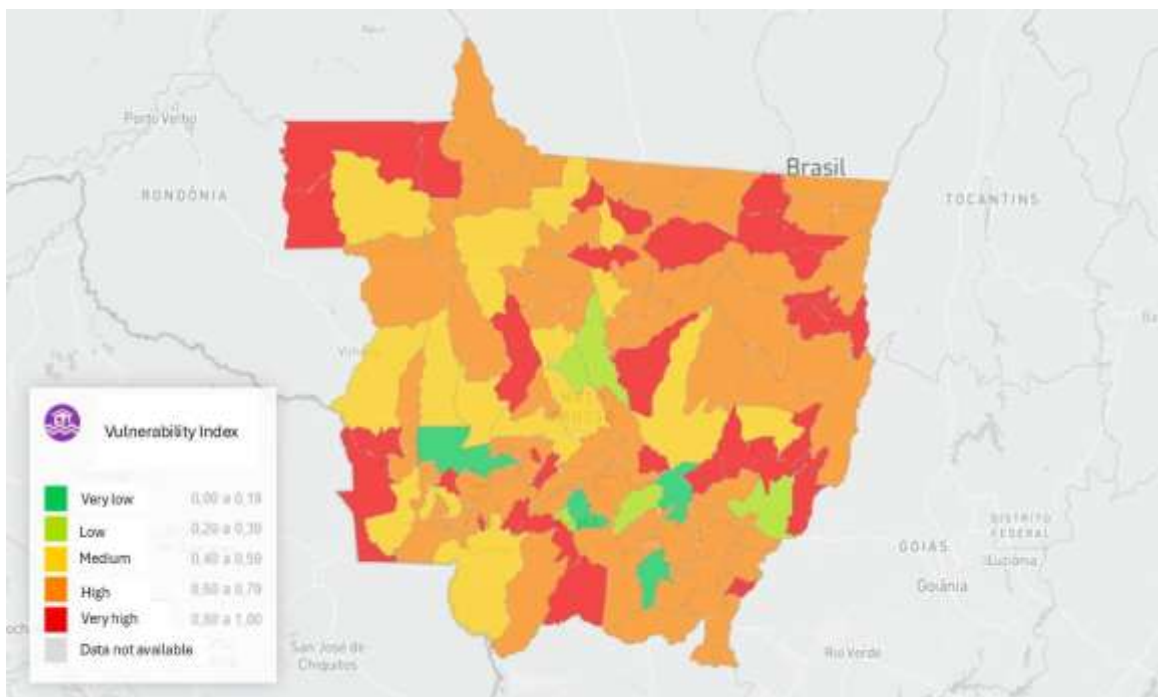 Porto Velho
RONDÔNIA
Brasil
TOCANTINS
Vulnerability Index
Very low 0,00 a 0,19
Low 0,20 a 0,39
Medium 0,40 a 0,59
High 0,60 a 0,79
Very high 0,80 a 1,00
Data not available
DISTRITO
FEDERAL
GOIÁS
Goiânia
San José de
Chiquitos
Rio Verde